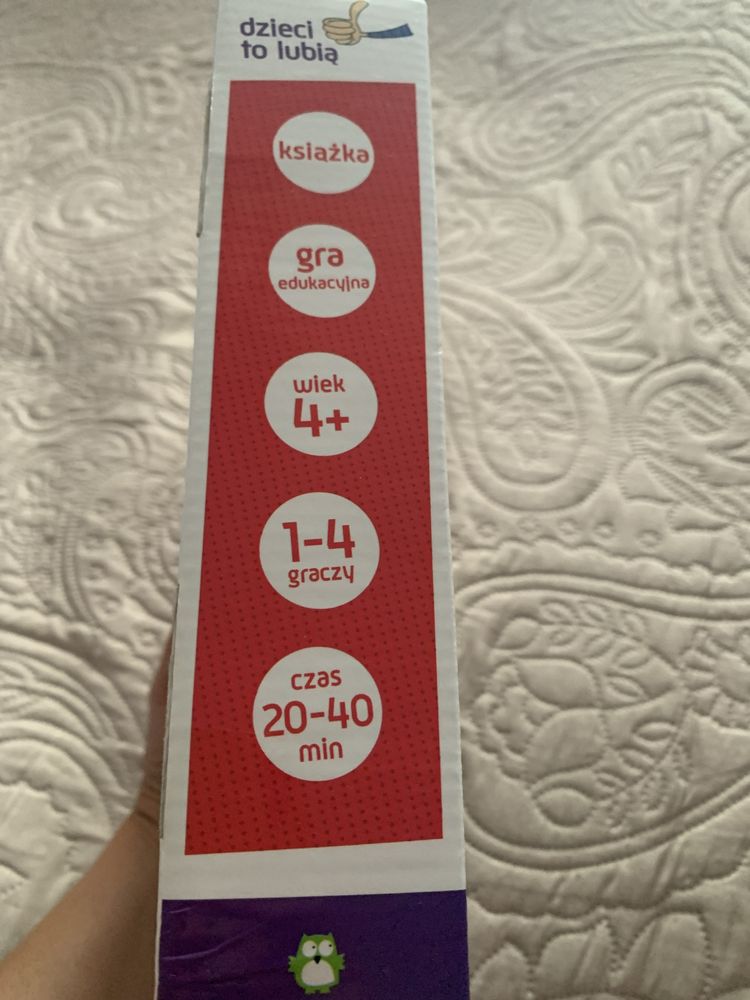 dzieci
to lubią
książka
gra
edukacyjna
wiek
4+
1-4
graczy
czas
20-40
min